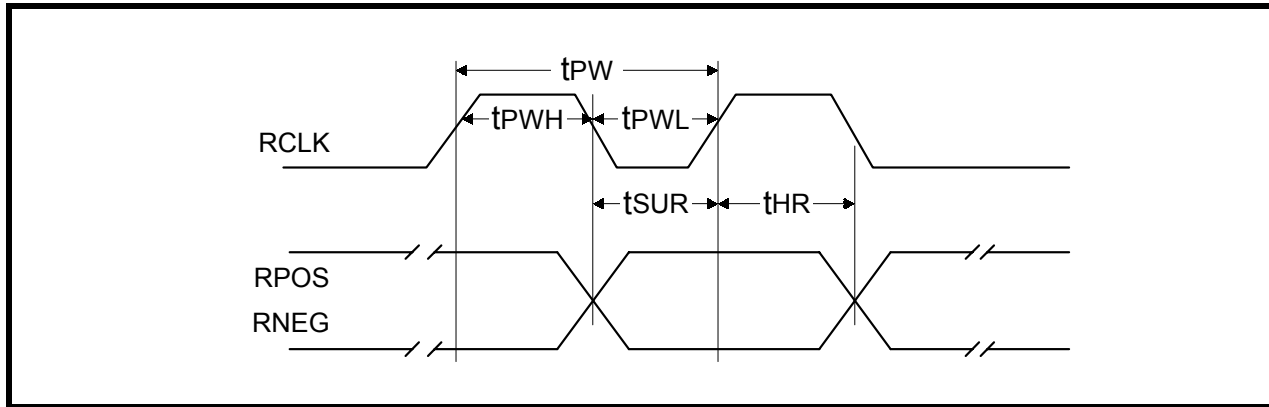 tPW
tPWH tPWL
RCLK
tSUR tHR
RPOS
RNEG